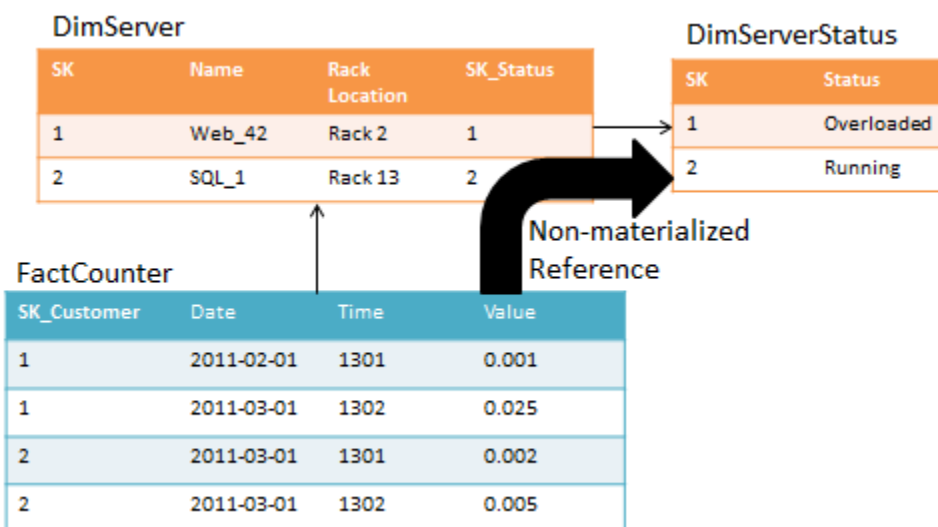 DimServer
SK Name Rack Location SK_Status
1 Web_42 Rack 2 1
2 SQL_1 Rack 13 2
DimServerStatus
SK Status
1 Overloaded
2 Running
Non-materialized
Reference
FactCounter
SK_Customer Date Time Value
1 2011-02-01 1301 0.001
1 2011-03-01 1302 0.025
2 2011-03-01 1301 0.002
2 2011-03-01 1302 0.005